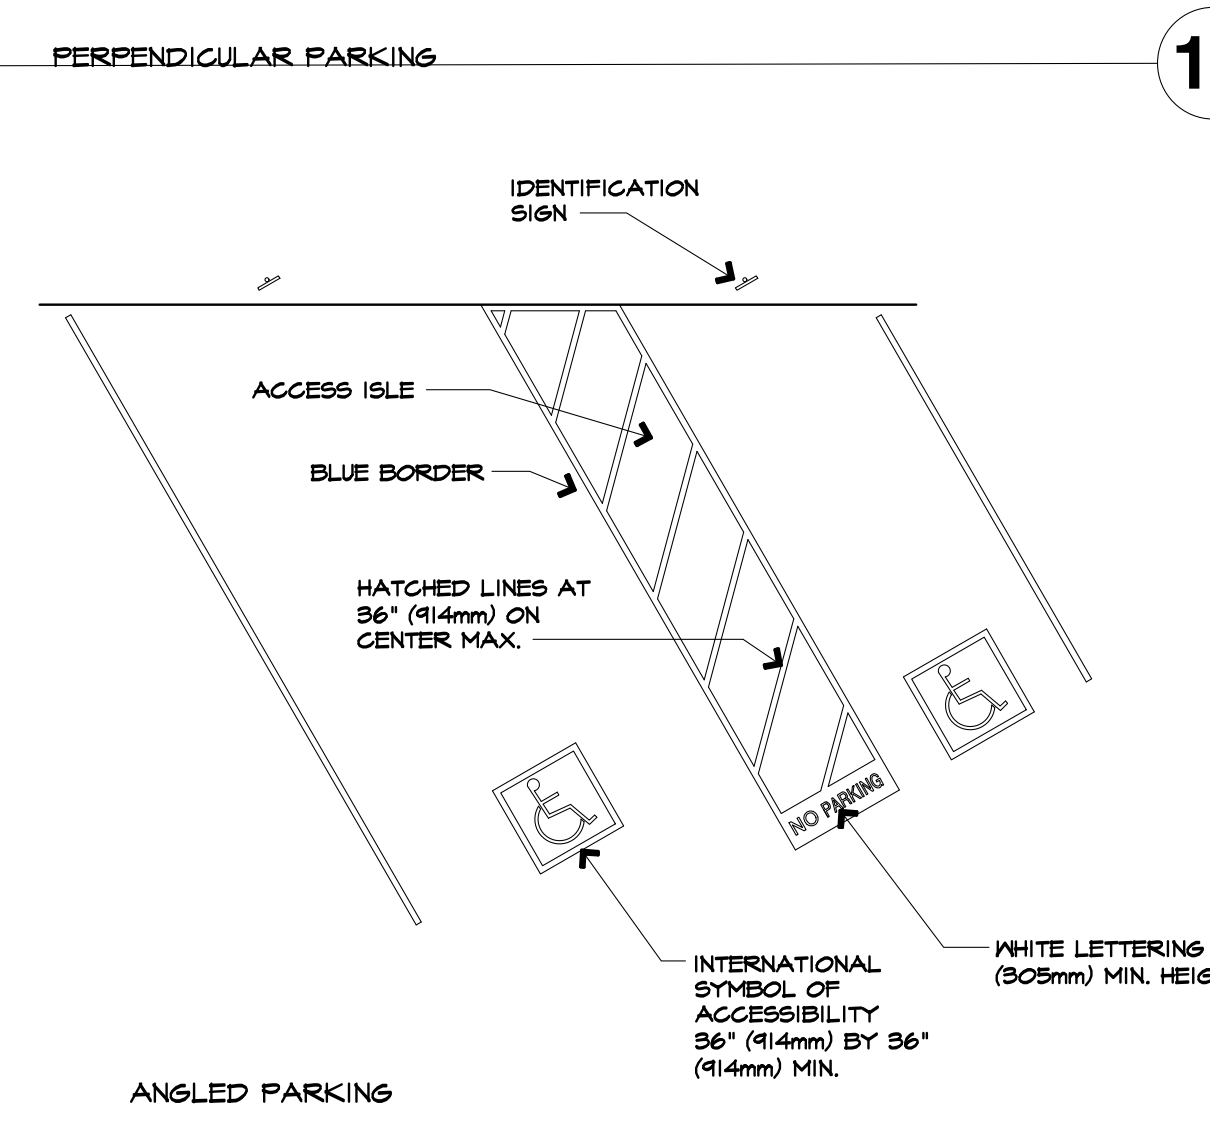 PERPENDICULAR PARKING
1
IDENTIFICATION
SIGN
ACCESS ISLE
BLUE BORDER
HATCHED LINES AT
36" (914mm) ON
CENTER MAX.
NO PARKING
WHITE LETTERING
(305mm) MIN.
INTERNATIONAL
SYMBOL OF
ACCESSIBILITY
36" (914mm) BY 36"
(914mm) MIN.
ANGLED PARKING